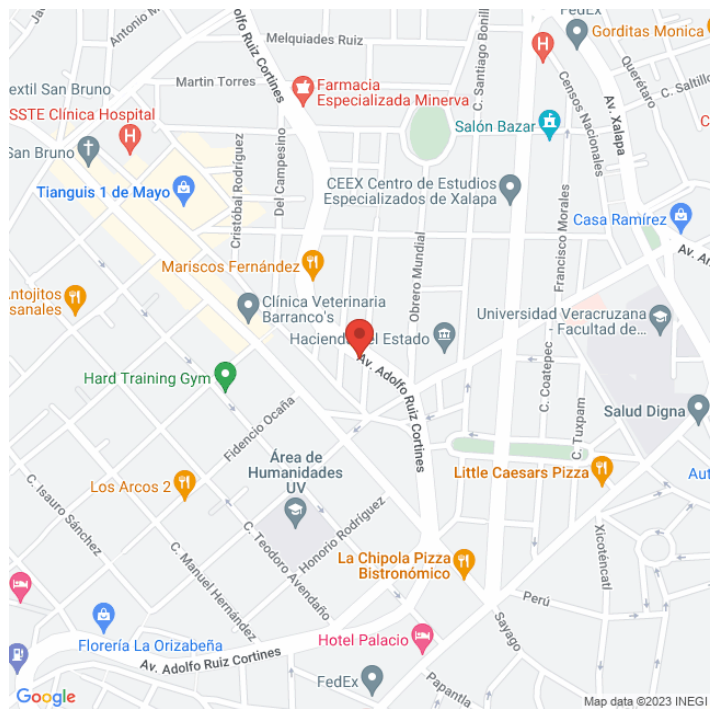 FedEx
Gorditas Monica
Antonio M
Melquiades Ruiz
Adolfo Ruiz Cortines
C. Santiago Bonill
Querétaro
C. Saltillo
extil San Bruno
Martin Torres
Farmacia
Especializada Minerva
Censos Nacionales
Av. Xalapa
SSTE Clínica Hospital
Salón Bazar
San Bruno
Cristóbal Rodríguez
Del Campesino
CEEX Centro de Estudios
Especializados de Xalapa
Tianguis 1 de Mayo
Francisco Morales
Casa Ramírez
Obrero Mundial
Mariscos Fernández
ntojitos
sanales
Clínica Veterinaria
Barranco's
Universidad Veracruzana
- Facultad de...
Hacienda del Estado
Av. Adolfo Ruiz Cortines
Hard Training Gym
C. Coatepec
C. Tuxpam
Salud Digna
Fidencio Ocaña
Área de
Humanidades
UV
Little Caesars Pizza
Aut
Los Arcos 2
C. Isauro Sánchez
Honorio Rodríguez
C. Teodoro Avendaño
C. Manuel Hernández
Xicoténcatl
La Chipola Pizza
Bistronómico
Perú
Sayago
Florería La Orizabeña
Hotel Palacio
Av. Adolfo Ruiz Cortines
FedEx
Papantla
Google
Map data ©2023 INEGI